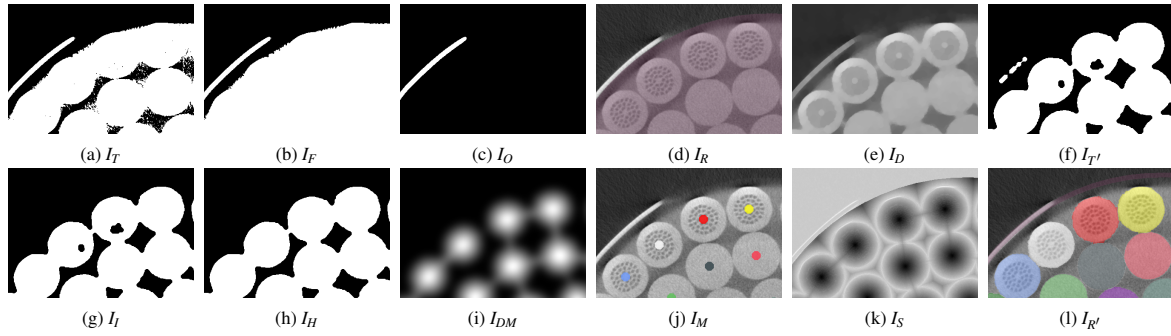 (a) I_T (b) I_F (c) I_O (d) I_R (e) I_D (f) I_T′
(g) I_I (h) I_H (i) I_DM (j) I_M (k) I_S (l) I_R′